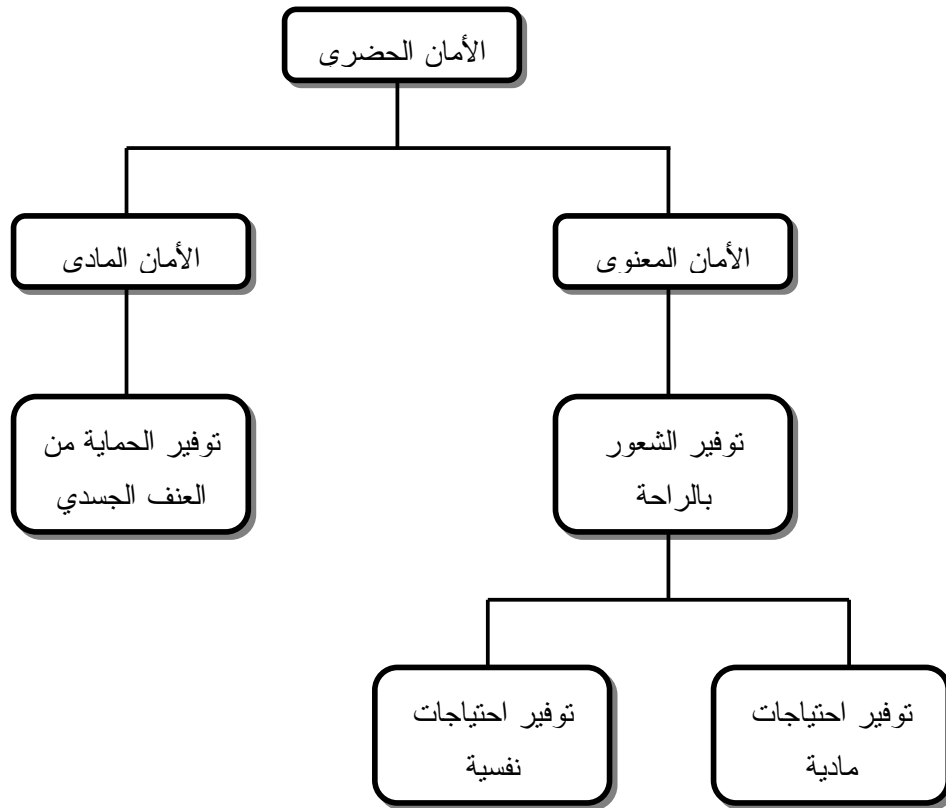 الأمان الحضرى
الأمان المعنوى
الأمان المادى
توفير الشعور
بالراحة
توفير الحماية من
العنف الجسدي
توفير احتياجات
مادية
توفير احتياجات
نفسية